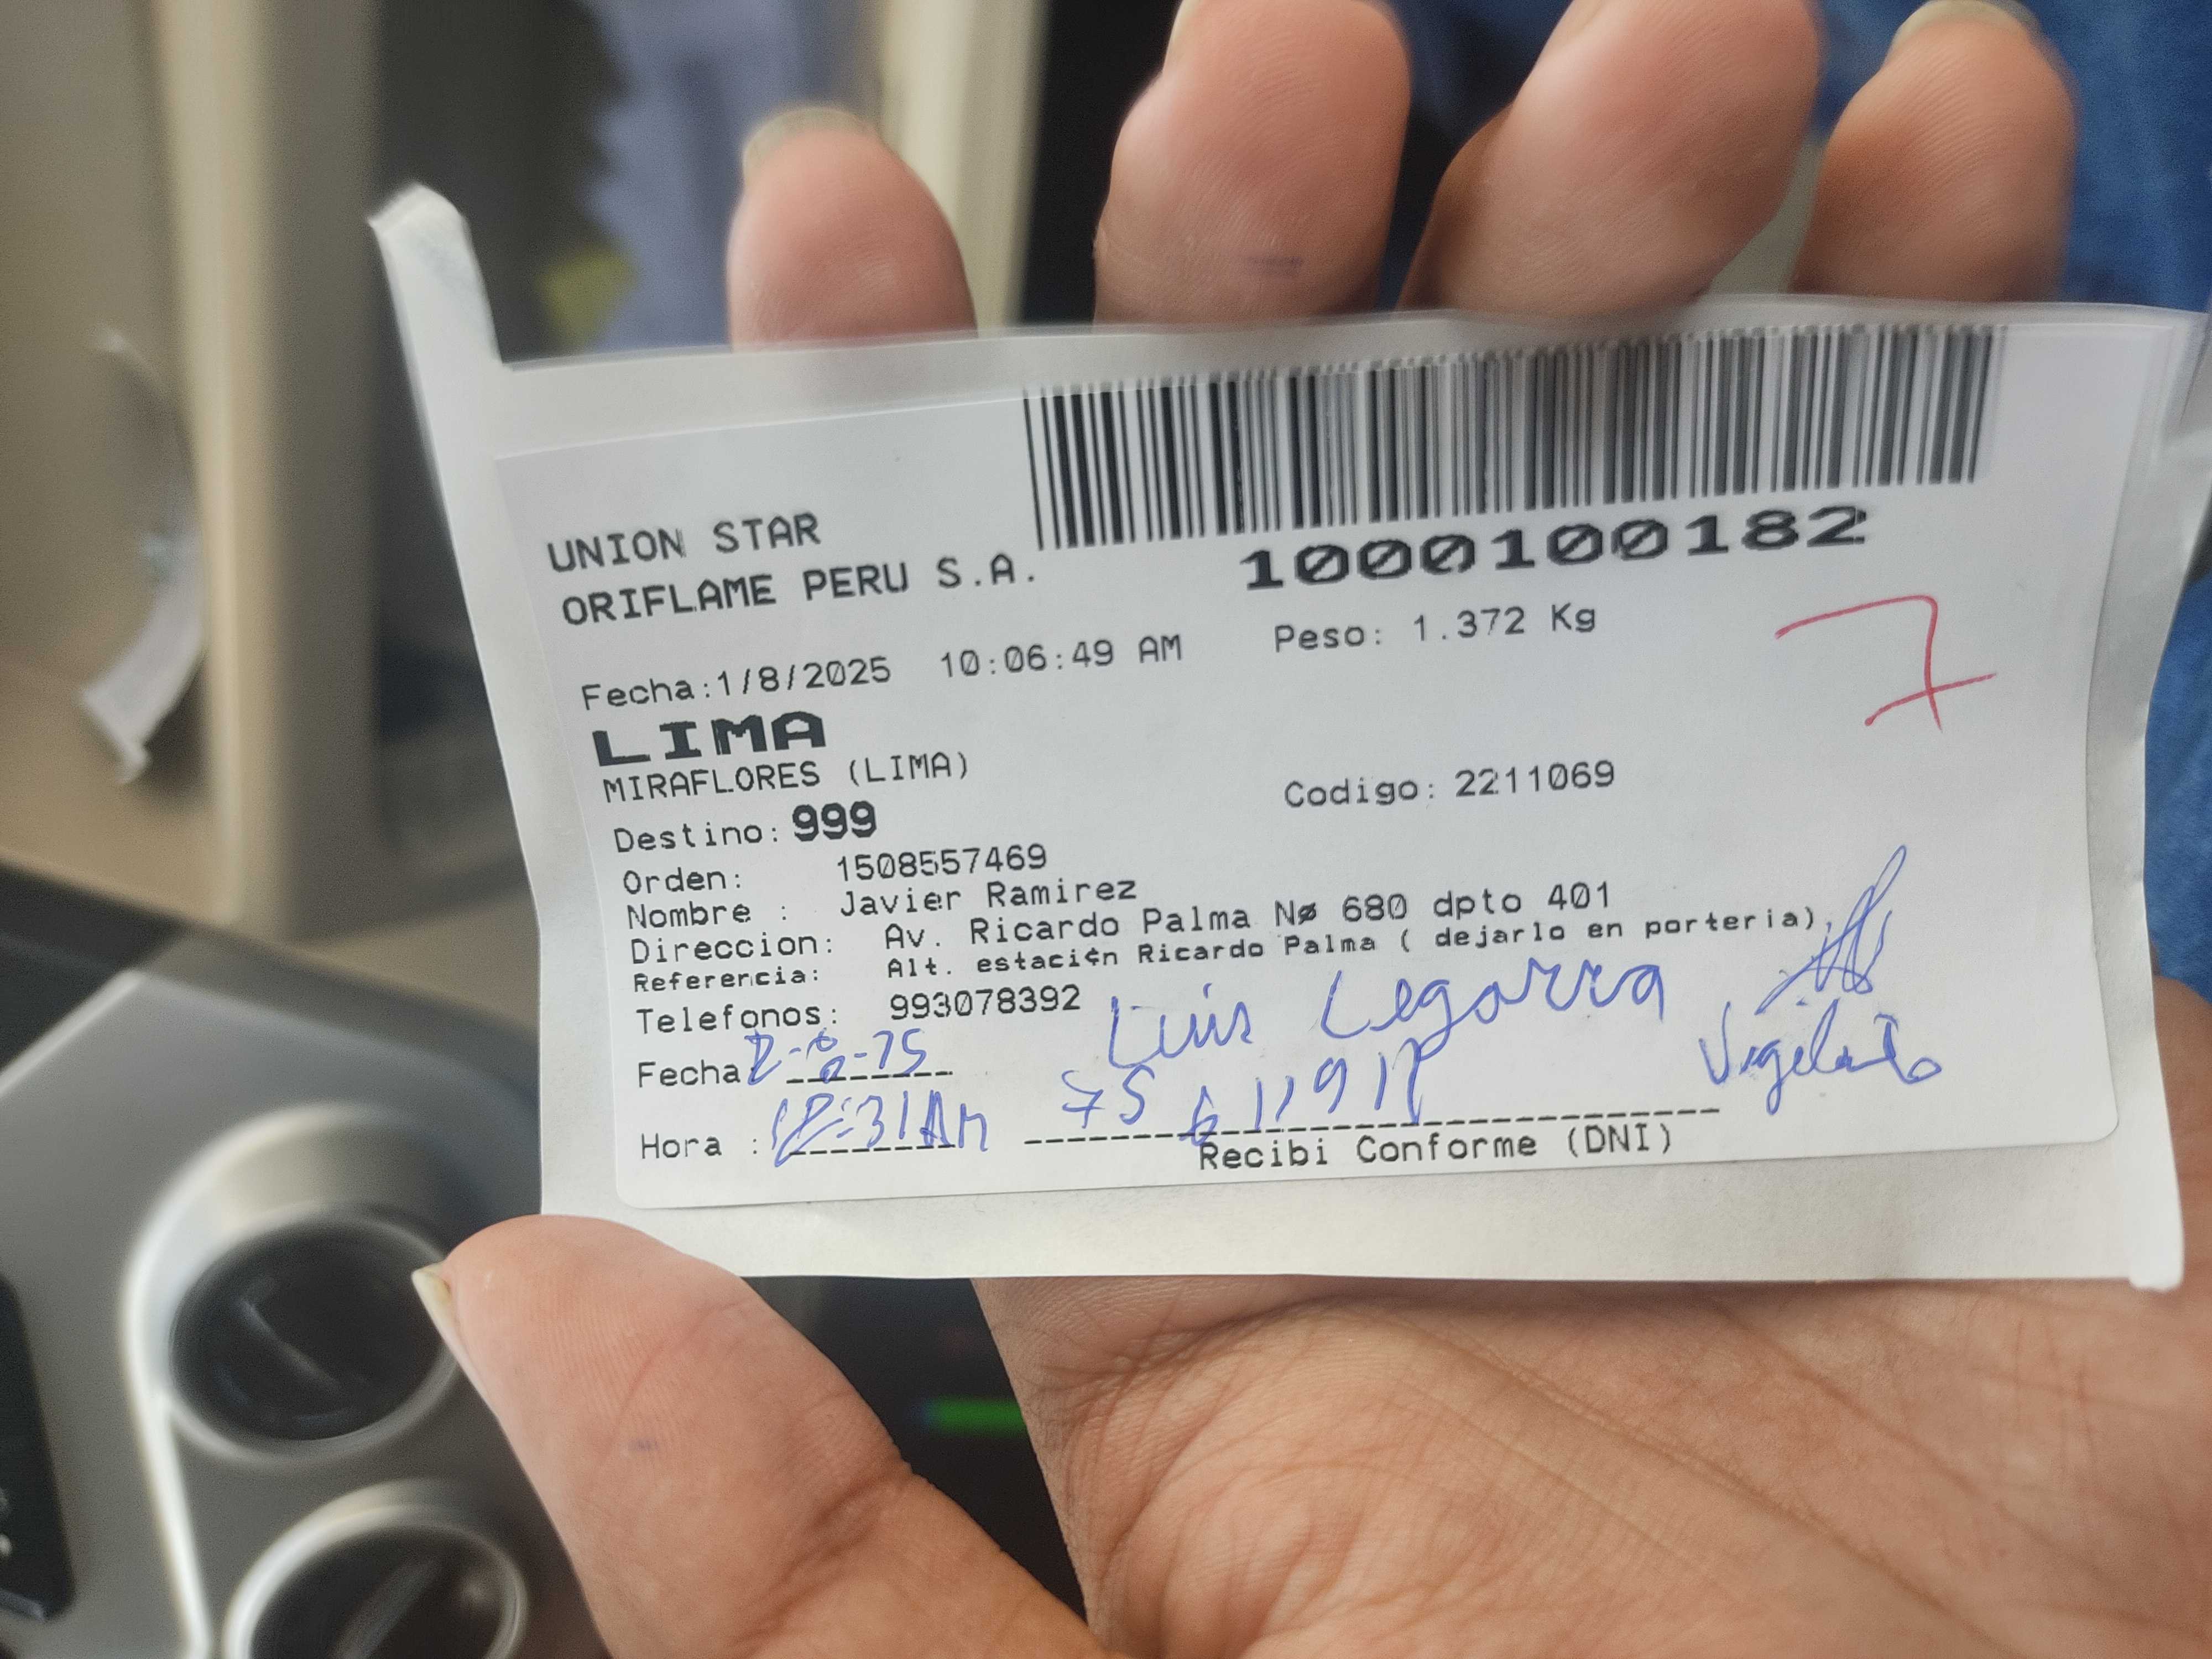 UNION STAR
ORIFLAME PERU S.A.
1000100182
Fecha:1/8/2025 10:06:49 AM Peso: 1.372 Kg
7
LIMA
MIRAFLORES (LIMA)
Destino: 999 Codigo: 2211069
Orden: 1508557469
Nombre : Javier Ramirez
Direccion: Av. Ricardo Palma Nø 680 dpto 401
Referencia: Alt. estaci¢n Ricardo Palma ( dejarlo en porteria),
Telefonos: 993078392
Luis Legarra
Fecha:
Hora : 12:31AM
Recibi Conforme (DNI)